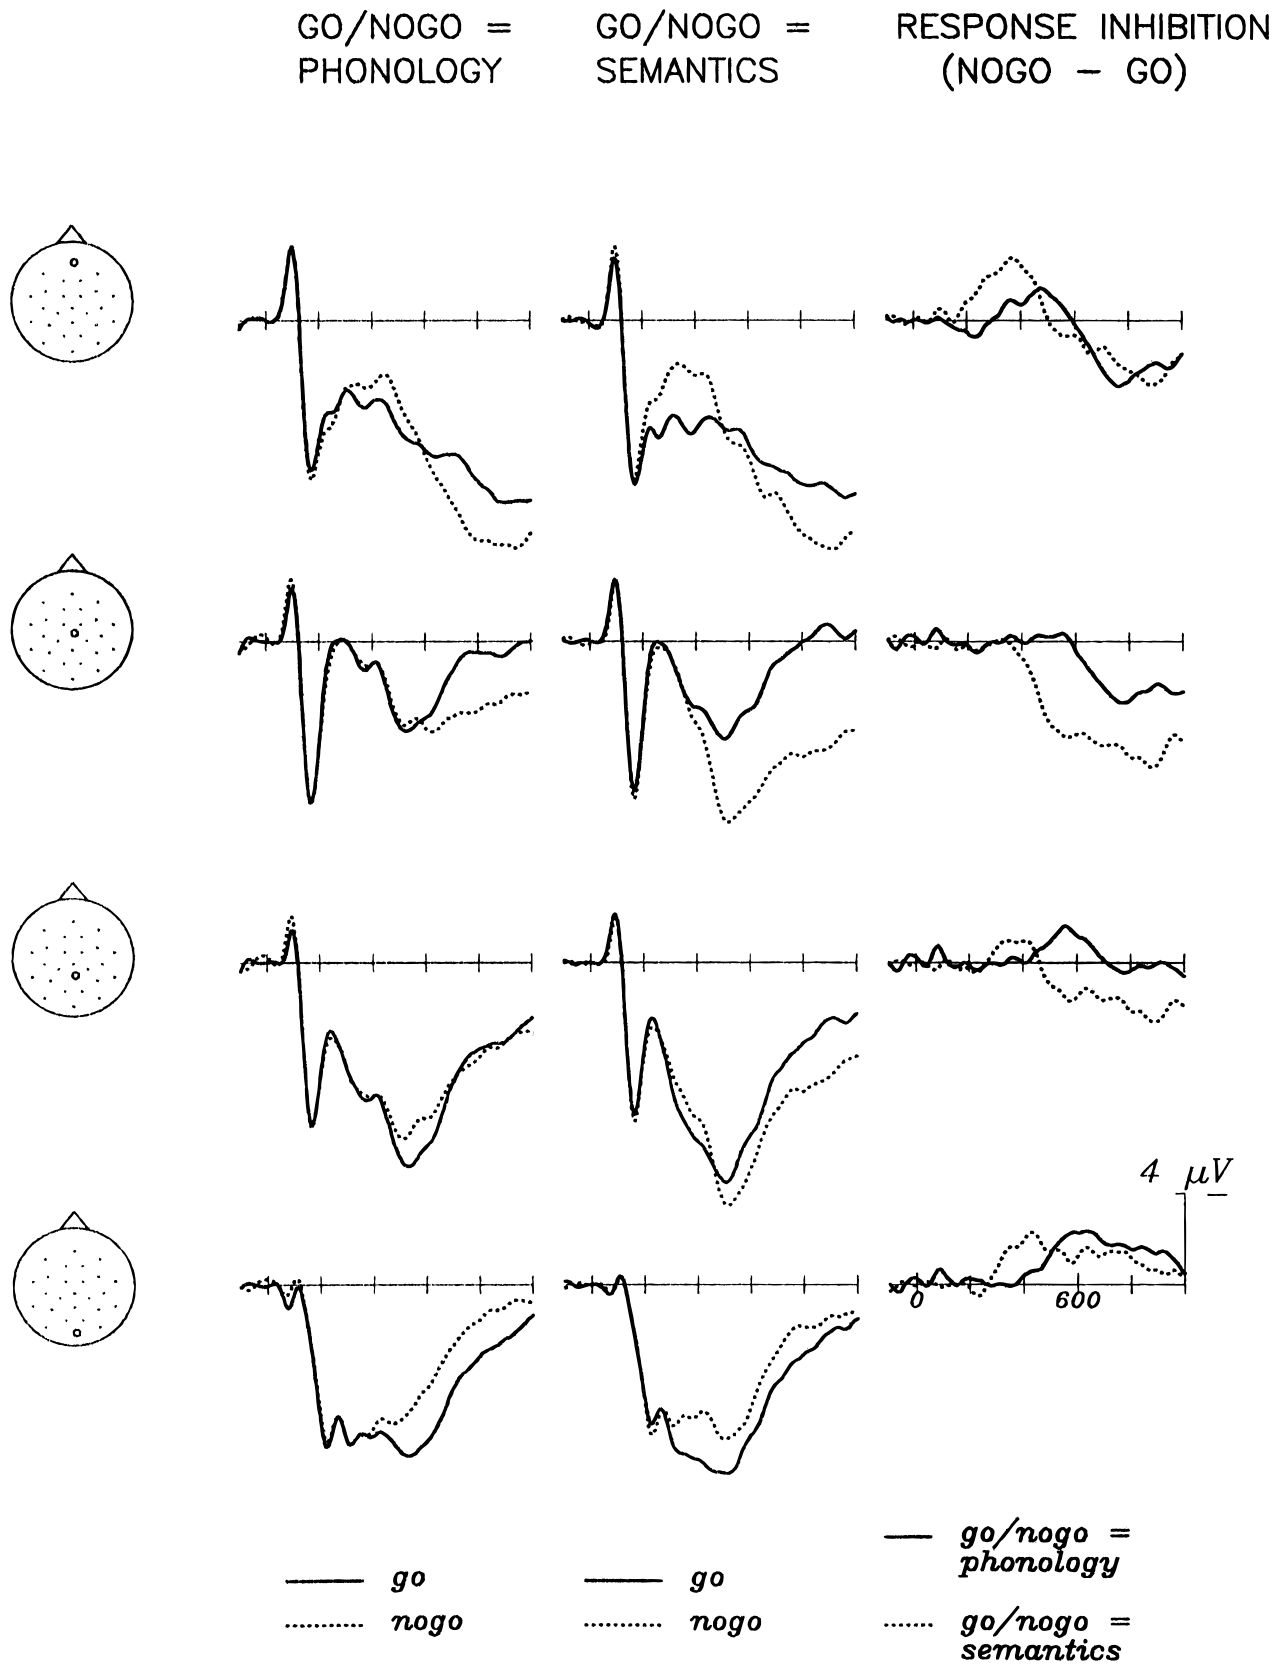 GO/NOGO =
PHONOLOGY
GO/NOGO =
SEMANTICS
RESPONSE INHIBITION
(NOGO - GO)
4 μV
0 600
go
nogo
go
nogo
go/nogo =
phonology
go/nogo =
semantics